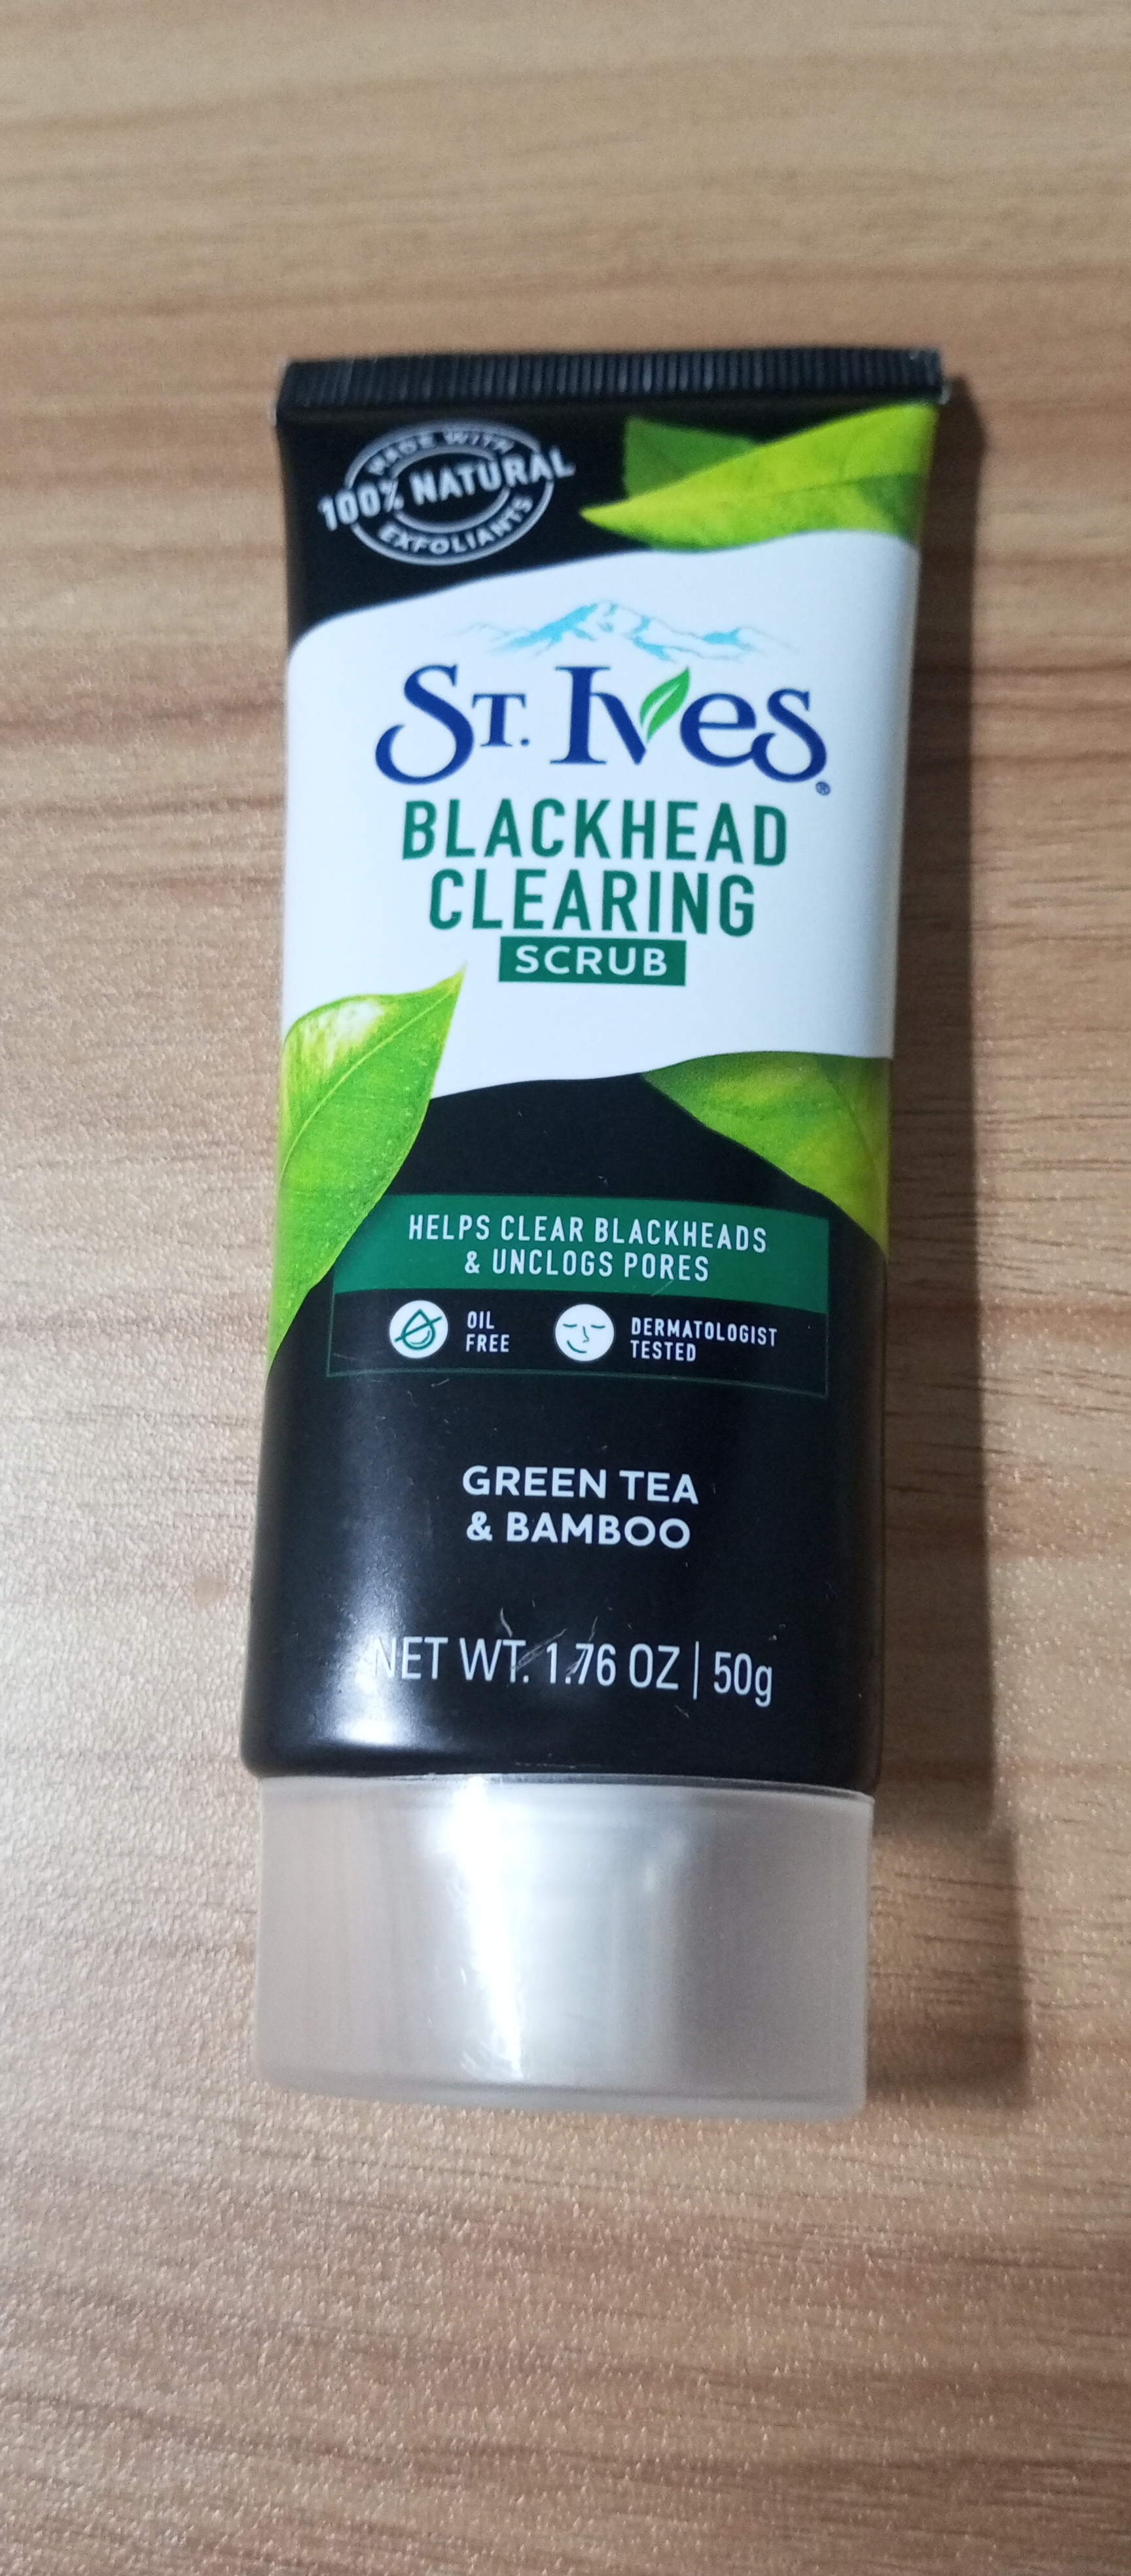 MADE WITH
100% NATURAL
EXFOLIANTS
ST. IVES®
BLACKHEAD
CLEARING
SCRUB
HELPS CLEAR BLACKHEADS
& UNCLOGS PORES
OIL
FREE
DERMATOLOGIST
TESTED
GREEN TEA
& BAMBOO
NET WT. 1.76 OZ | 50g